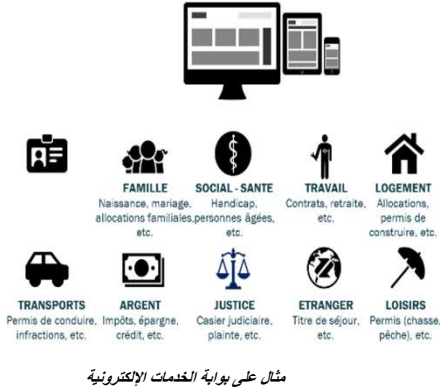 FAMILLE
Naissance, mariage,
allocations familiales,
etc.
SOCIAL - SANTE
Handicap,
personnes âgées,
etc.
TRAVAIL
Contrats, retraite,
etc.
LOGEMENT
Allocations,
permis de
construire, etc.
TRANSPORTS
Permis de conduire,
infractions, etc.
ARGENT
Impôts, épargne,
crédit, etc.
JUSTICE
Casier judiciaire,
plainte, etc.
ETRANGER
Titre de séjour,
etc.
LOISIRS
Permis (chasse,
pêche), etc.
مثال على بوابة الخدمات الإلكترونية